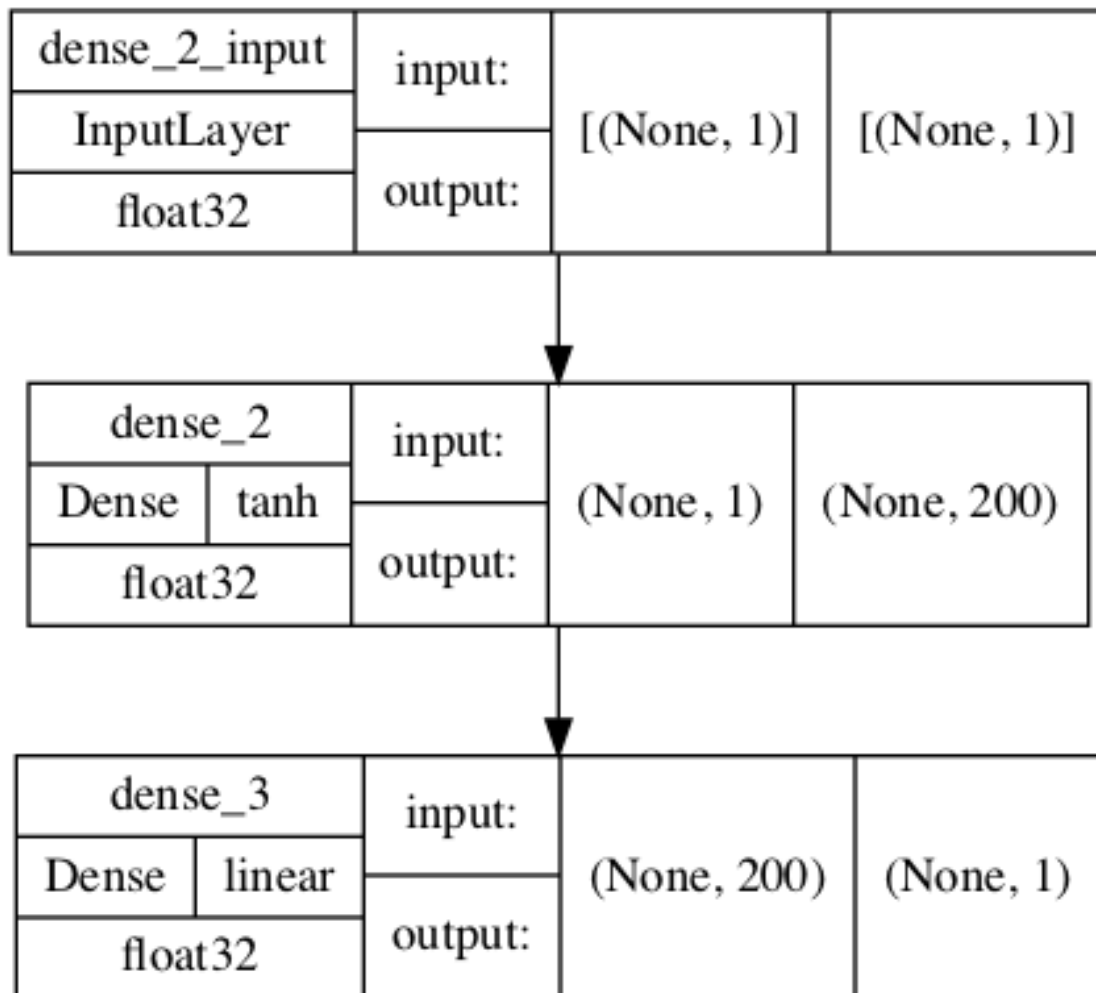 dense_2_input
InputLayer
float32
input:
output:
[(None, 1)]
[(None, 1)]
dense_2
Dense
tanh
float32
input:
output:
(None, 1)
(None, 200)
dense_3
Dense
linear
float32
input:
output:
(None, 200)
(None, 1)